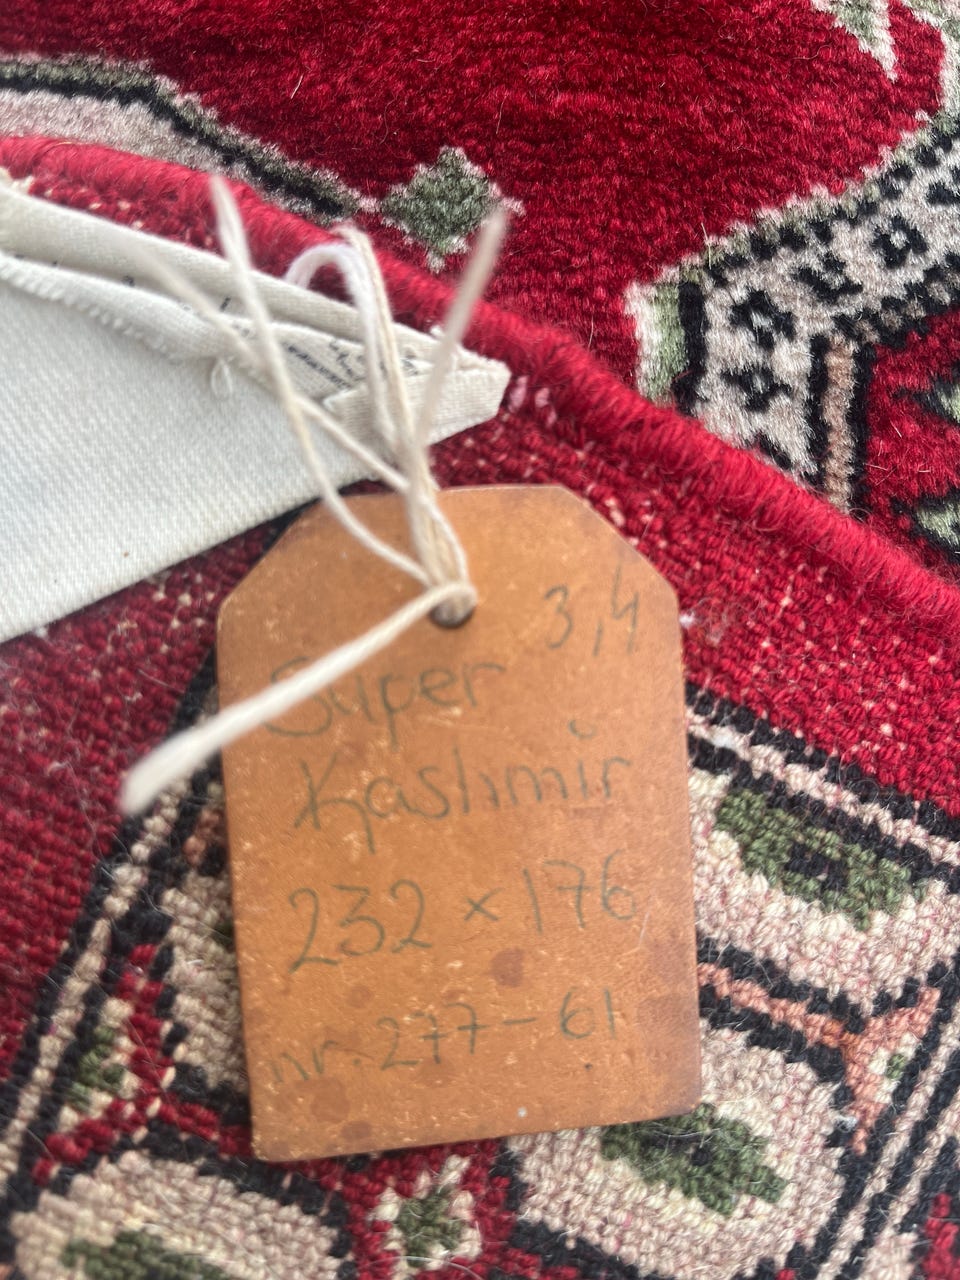 3,4
Super
Kashmir
232 x 176
nr. 277-61